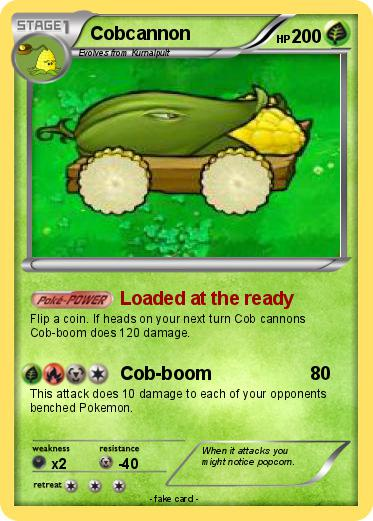 STAGE1
Cobcannon
HP200
Evolves from Kurnalpult
Poké-POWER Loaded at the ready
Flip a coin. If heads on your next turn Cob cannons
Cob-boom does 120 damage.
Cob-boom 80
This attack does 10 damage to each of your opponents
benched Pokemon.
weakness resistance
x2 -40
retreat
When it attacks you
might notice popcorn.
- fake card -